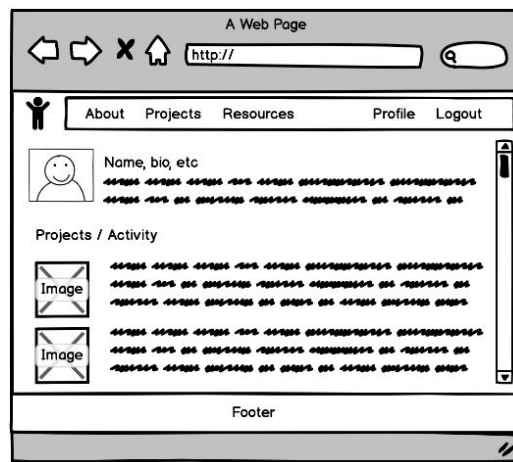 A Web Page
http://
About Projects Resources Profile Logout
Name, bio, etc
Projects / Activity
Image
Image
Footer